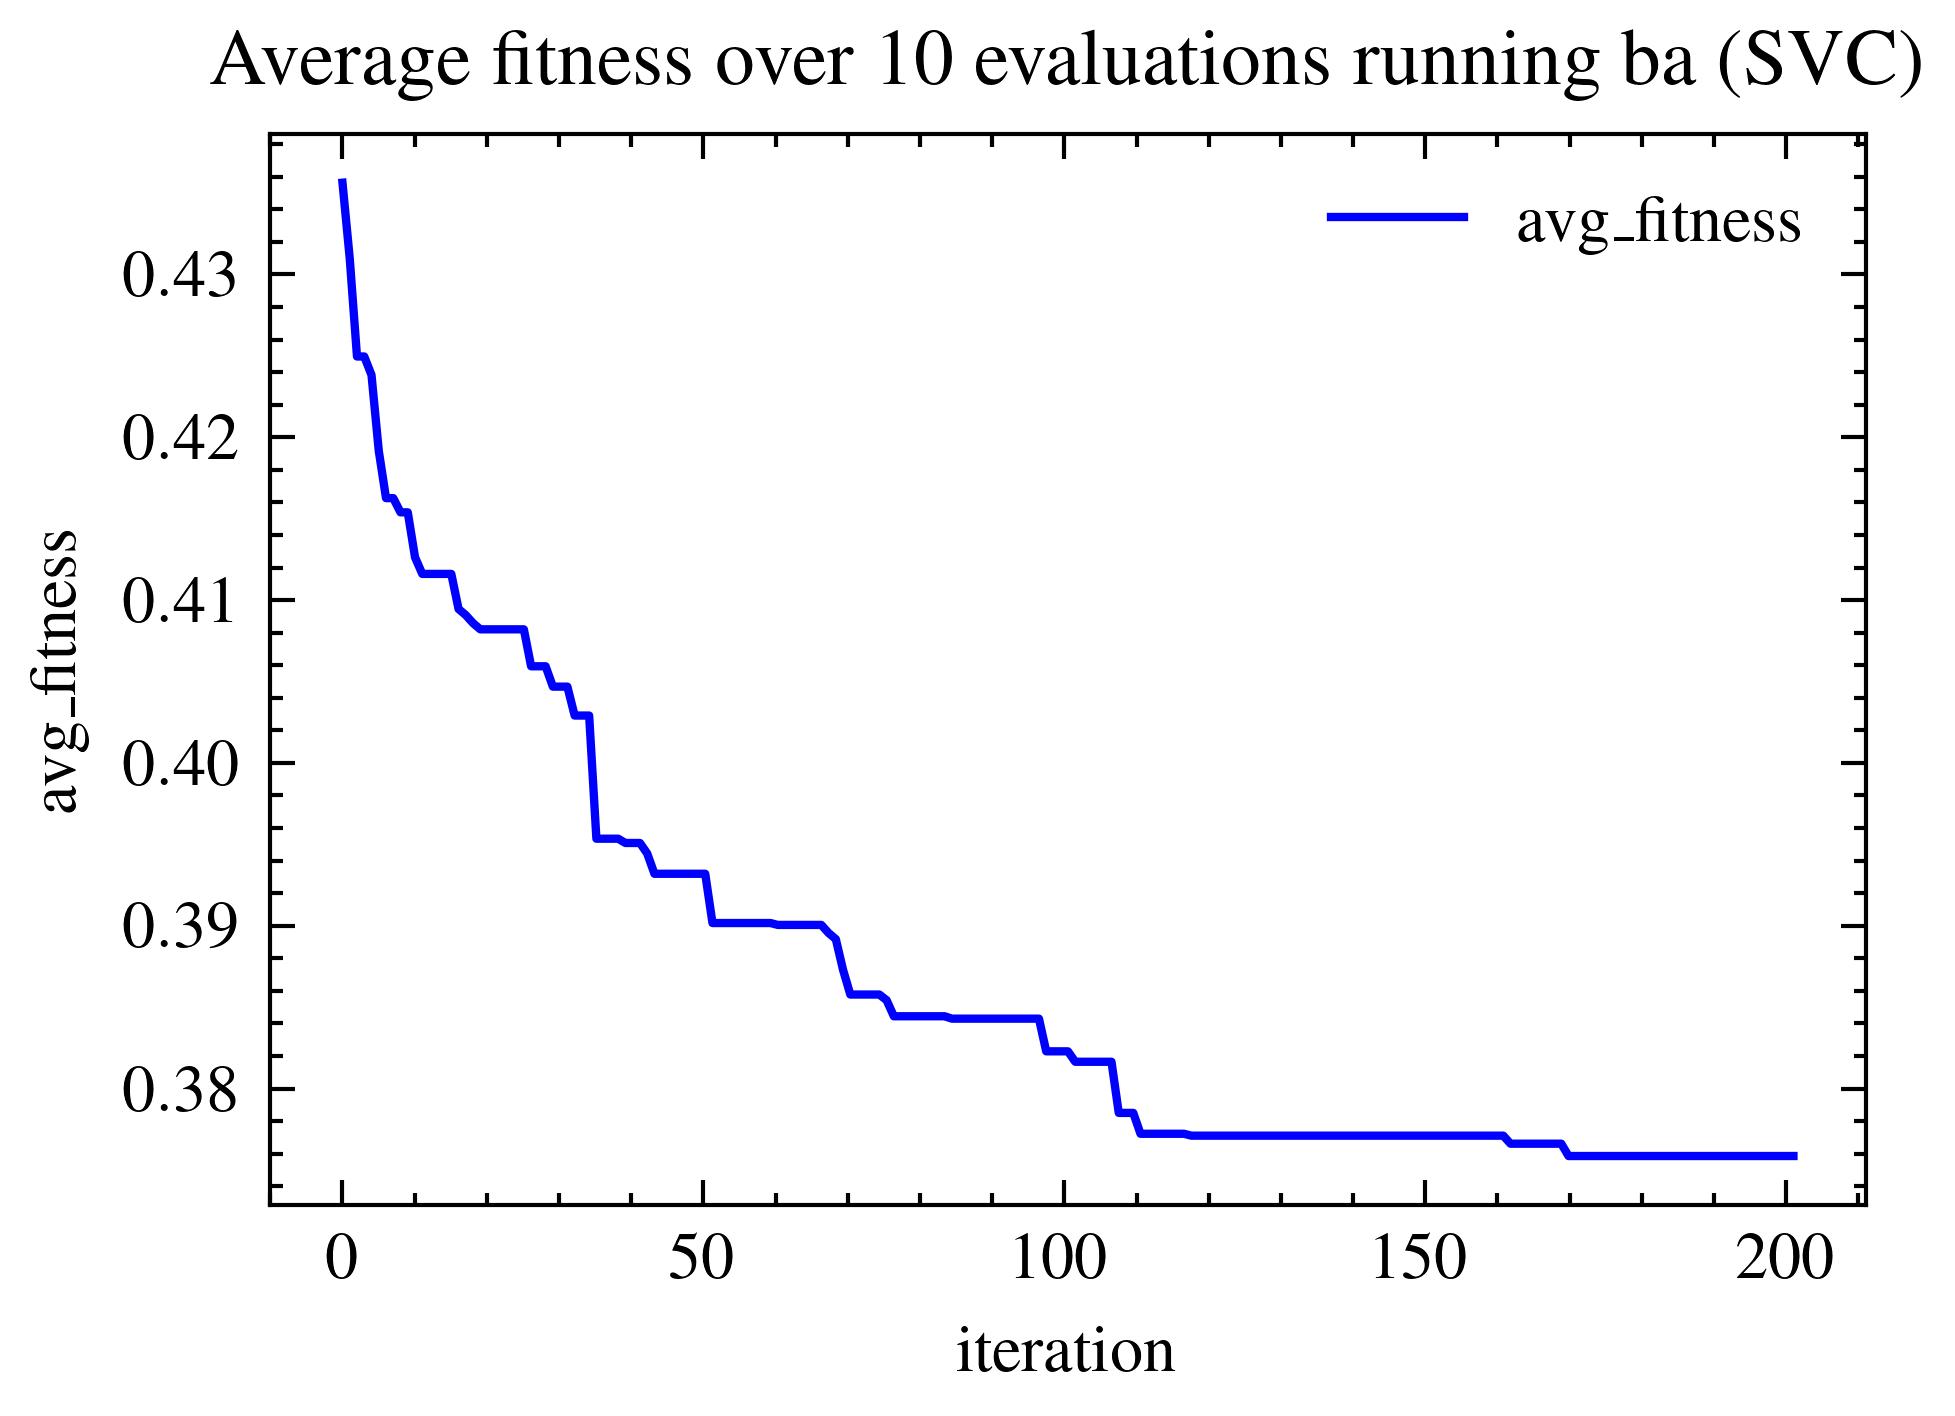 Average fitness over 10 evaluations running ba (SVC)
avg_fitness
0.43
0.42
0.41
0.40
0.39
0.38
avg_fitness
0 50 100 150 200
iteration